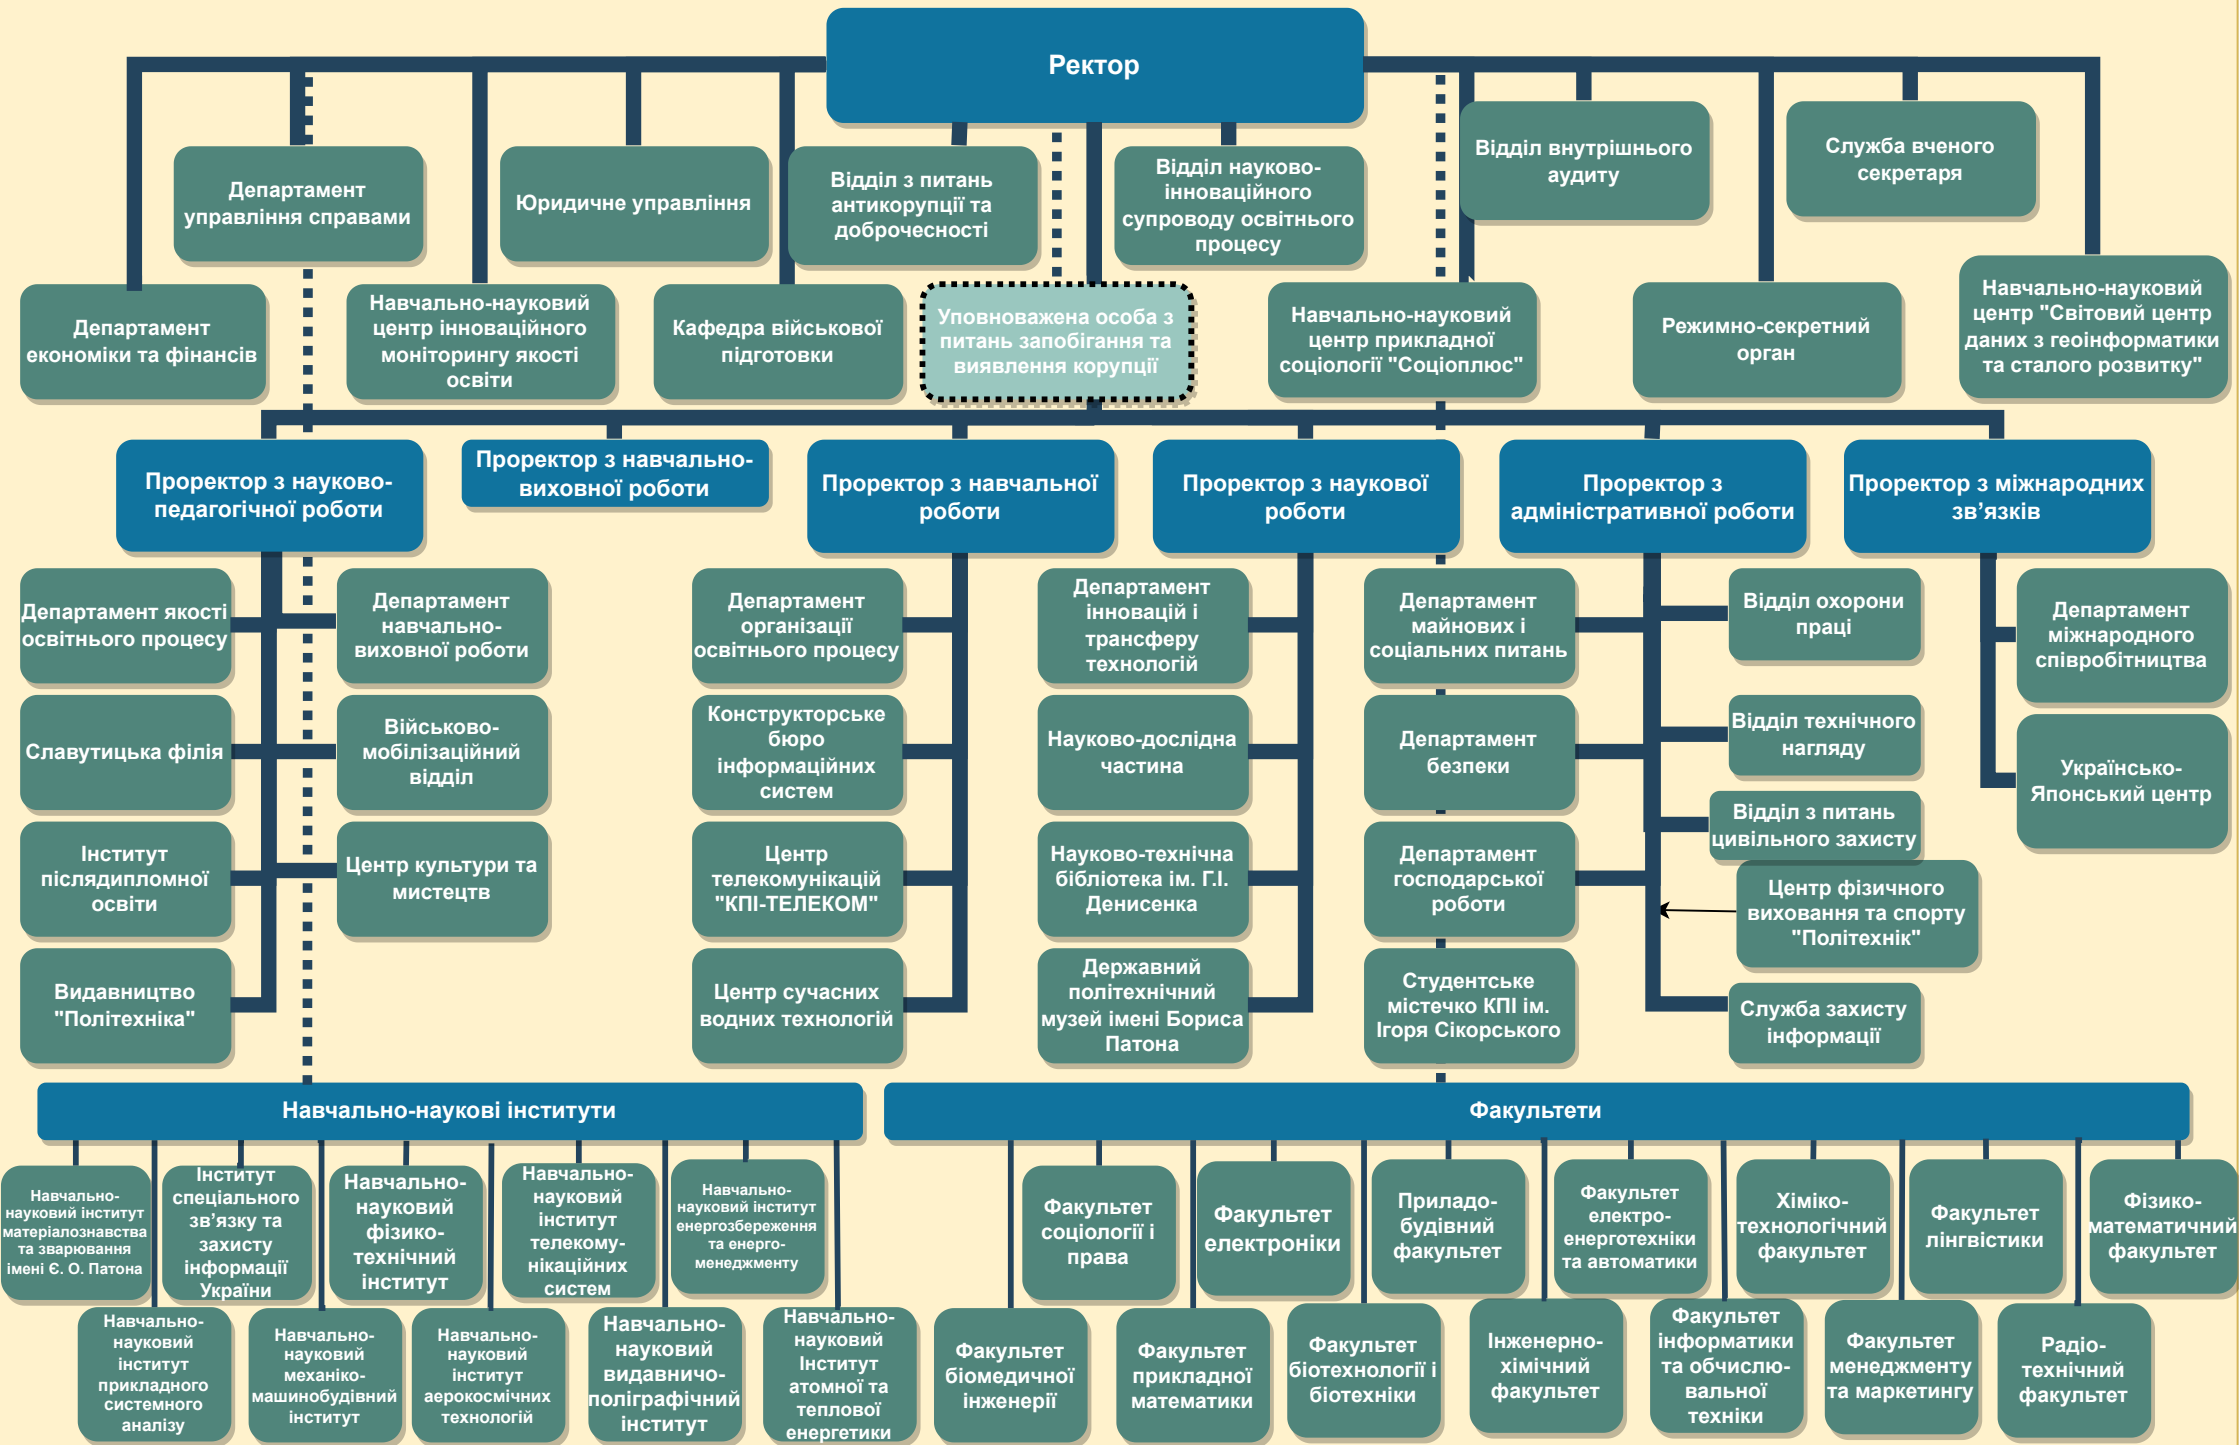 Ректор
Департамент
управління справами
Юридичне управління
Відділ з питань
антикорупції та
доброчесності
Відділ науково-
інноваційного
супроводу освітнього
процесу
Відділ внутрішнього
аудиту
Служба вченого
секретаря
Департамент
економіки та фінансів
Навчально-науковий
центр інноваційного
моніторингу якості
освіти
Кафедра військової
підготовки
Уповноважена особа з
питань запобігання та
виявлення корупції
Навчально-науковий
центр прикладної
соціології "Соціоплюс"
Режимно-секретний
орган
Навчально-науковий
центр "Світовий центр
даних з геоінформатики
та сталого розвитку"
Проректор з науково-
педагогічної роботи
Проректор з навчально-
виховної роботи
Проректор з навчальної
роботи
Проректор з наукової
роботи
Проректор з
адміністративної роботи
Проректор з міжнародних
зв’язків
Департамент якості
освітнього процесу
Департамент
навчально-
виховної роботи
Департамент
організації
освітнього процесу
Департамент
інновацій і
трансферу
технологій
Департамент
майнових і
соціальних питань
Відділ охорони
праці
Департамент
міжнародного
співробітництва
Славутицька філія
Військово-
мобілізаційний
відділ
Конструкторське
бюро
інформаційних
систем
Науково-дослідна
частина
Департамент
безпеки
Відділ технічного
нагляду
Українсько-
Японський центр
Інститут
післядипломної
освіти
Центр культури та
мистецтв
Центр
телекомунікацій
"КПІ-ТЕЛЕКОМ"
Науково-технічна
бібліотека ім. Г.І.
Денисенка
Департамент
господарської
роботи
Відділ з питань
цивільного захисту
Центр фізичного
виховання та спорту
"Політехнік"
Видавництво
"Політехніка"
Центр сучасних
водних технологій
Державний
політехнічний
музей імені Бориса
Патона
Студентське
містечко КПІ ім.
Ігоря Сікорського
Служба захисту
інформації
Навчально-наукові інститути
Факультети
Навчально-
науковий інститут
матеріалознавства
та зварювання
імені Є. О. Патона
Інститут
спеціального
зв’язку та
захисту
інформації
України
Навчально-
науковий
фізико-
технічний
інститут
Навчально-
науковий
інститут
телекому-
нікаційних
систем
Навчально-
науковий інститут
енергозбереження
та енерго-
менеджменту
Факультет
соціології і
права
Факультет
електроніки
Приладо-
будівний
факультет
Факультет
електро-
енерготехніки
та автоматики
Хіміко-
технологічний
факультет
Факультет
лінгвістики
Фізико-
математичний
факультет
Навчально-
науковий
інститут
прикладного
системного
аналізу
Навчально-
науковий
механіко-
машинобудівний
інститут
Навчально-
науковий
інститут
аерокосмічних
технологій
Навчально-
науковий
видавничо-
поліграфічний
інститут
Навчально-
науковий
Інститут
атомної та
теплової
енергетики
Факультет
біомедичної
інженерії
Факультет
прикладної
математики
Факультет
біотехнології і
біотехніки
Інженерно-
хімічний
факультет
Факультет
інформатики
та обчислю-
вальної
техніки
Факультет
менеджменту
та маркетингу
Радіо-
технічний
факультет